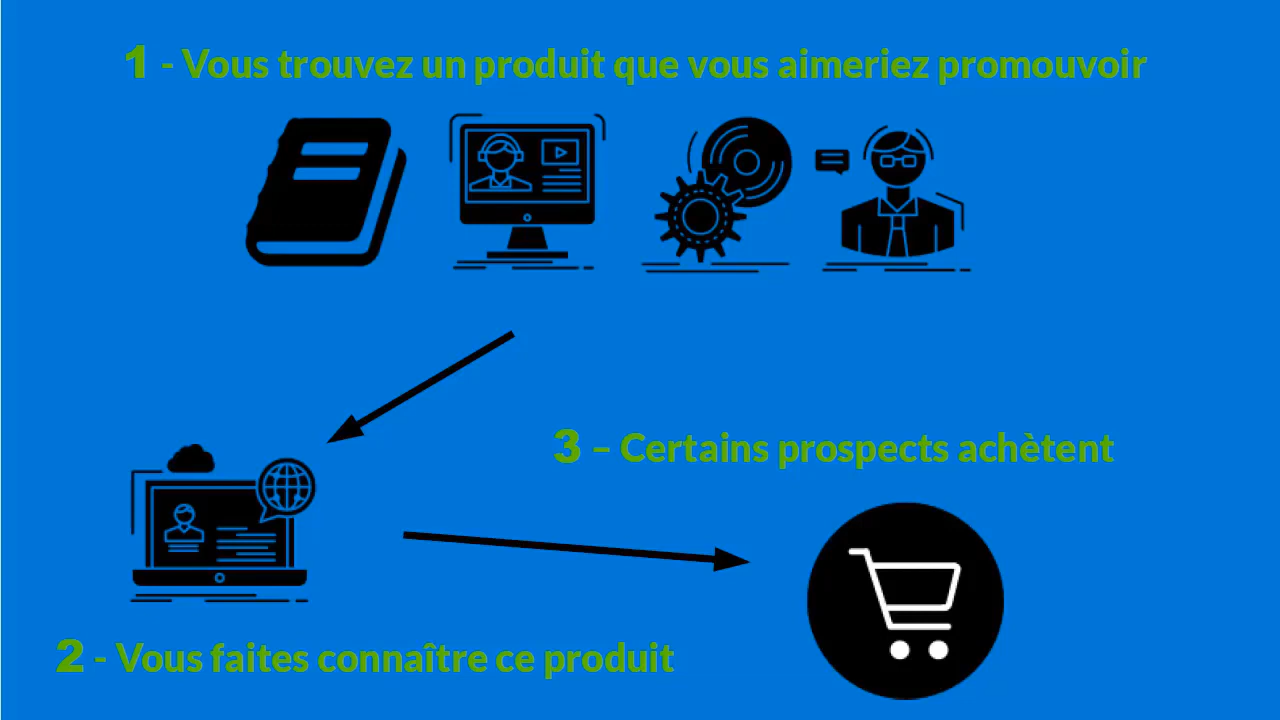 1 - Vous trouvez un produit que vous aimeriez promouvoir
3 – Certains prospects achètent
2 - Vous faites connaître ce produit